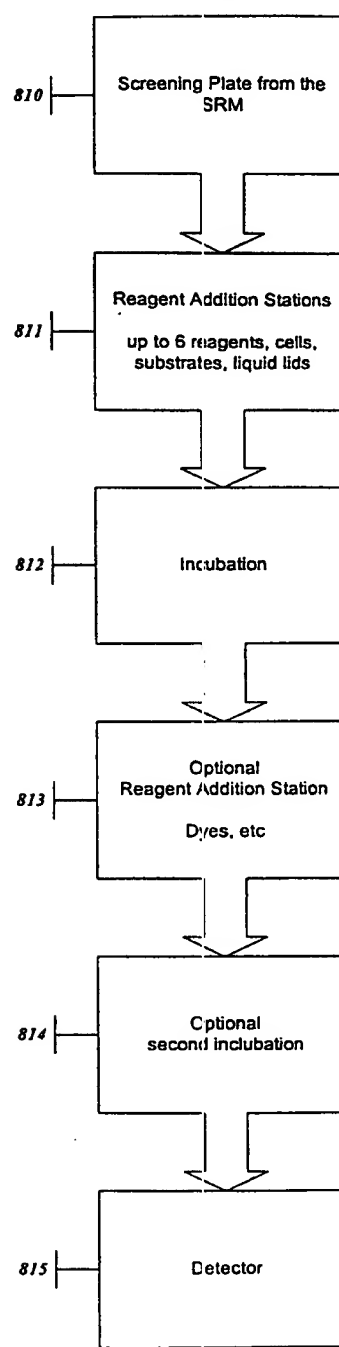 810
Screening Plate from the
SRM
811
Reagent Addition Stations
up to 6 reagents, cells,
substrates, liquid lids
812
Incubation
813
Optional
Reagent Addition Station
Dyes, etc
814
Optional
second inclubation
815
Detector